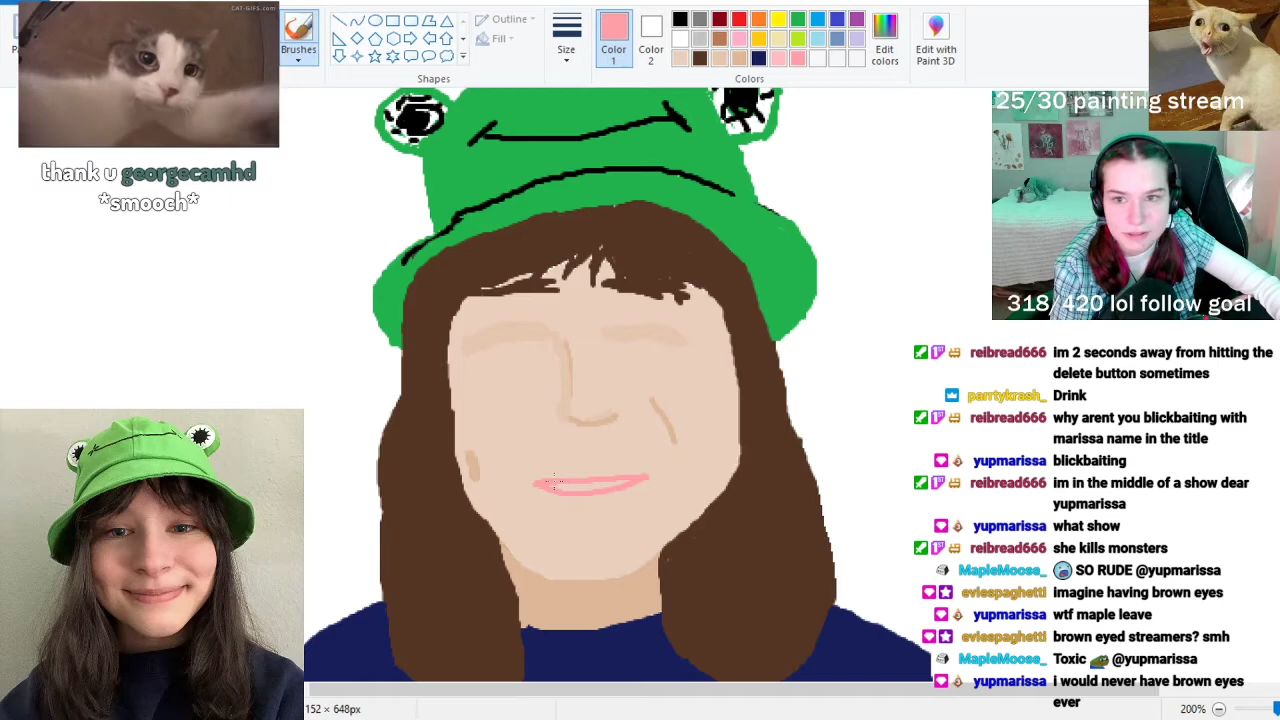 CAT-GIFS.COM
thank u georgecamhd
*smooch*
Brushes
Shapes
Outline
Fill
Size
Color
1
Color
2
Edit
colors
Edit with
Paint 3D
Colors
25/30 painting stream
318/420 lol follow goal
reibread666 im 2 seconds away from hitting the
delete button sometimes
parrtykrash_ Drink
reibread666 why arent you blickbaiting with
marissa name in the title
yupmarissa blickbaiting
reibread666 im in the middle of a show dear
yupmarissa
yupmarissa what show
reibread666 she kills monsters
MapleMoose_ SO RUDE @yupmarissa
eviespaghetti imagine having brown eyes
yupmarissa wtf maple leave
eviespaghetti brown eyed streamers? smh
MapleMoose_ Toxic @yupmarissa
yupmarissa i would never have brown eyes
ever
152 × 648px
200%